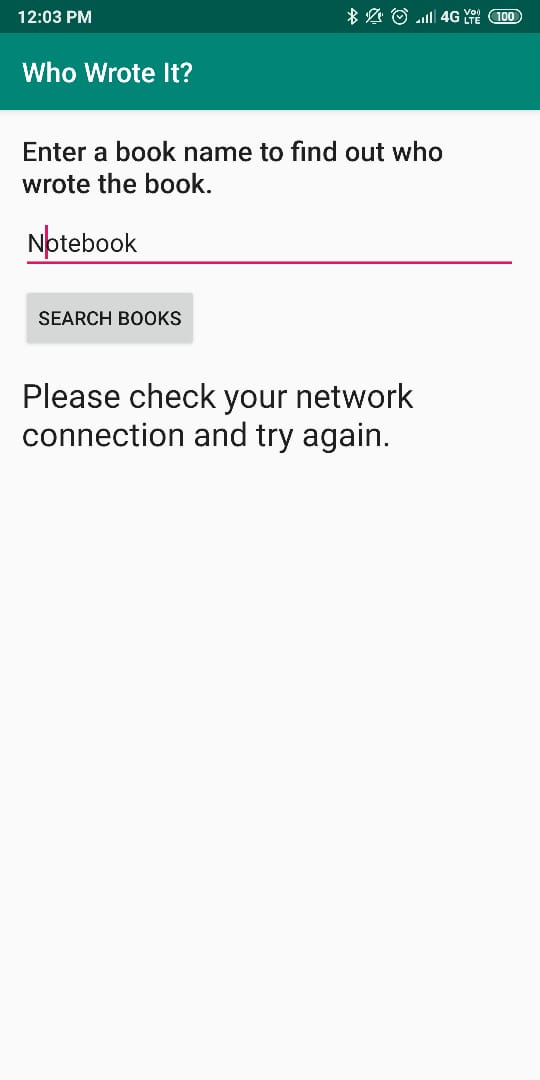 12:03 PM 4G Vo)) LTE 100
Who Wrote It?
Enter a book name to find out who
wrote the book.
Notebook
SEARCH BOOKS
Please check your network
connection and try again.